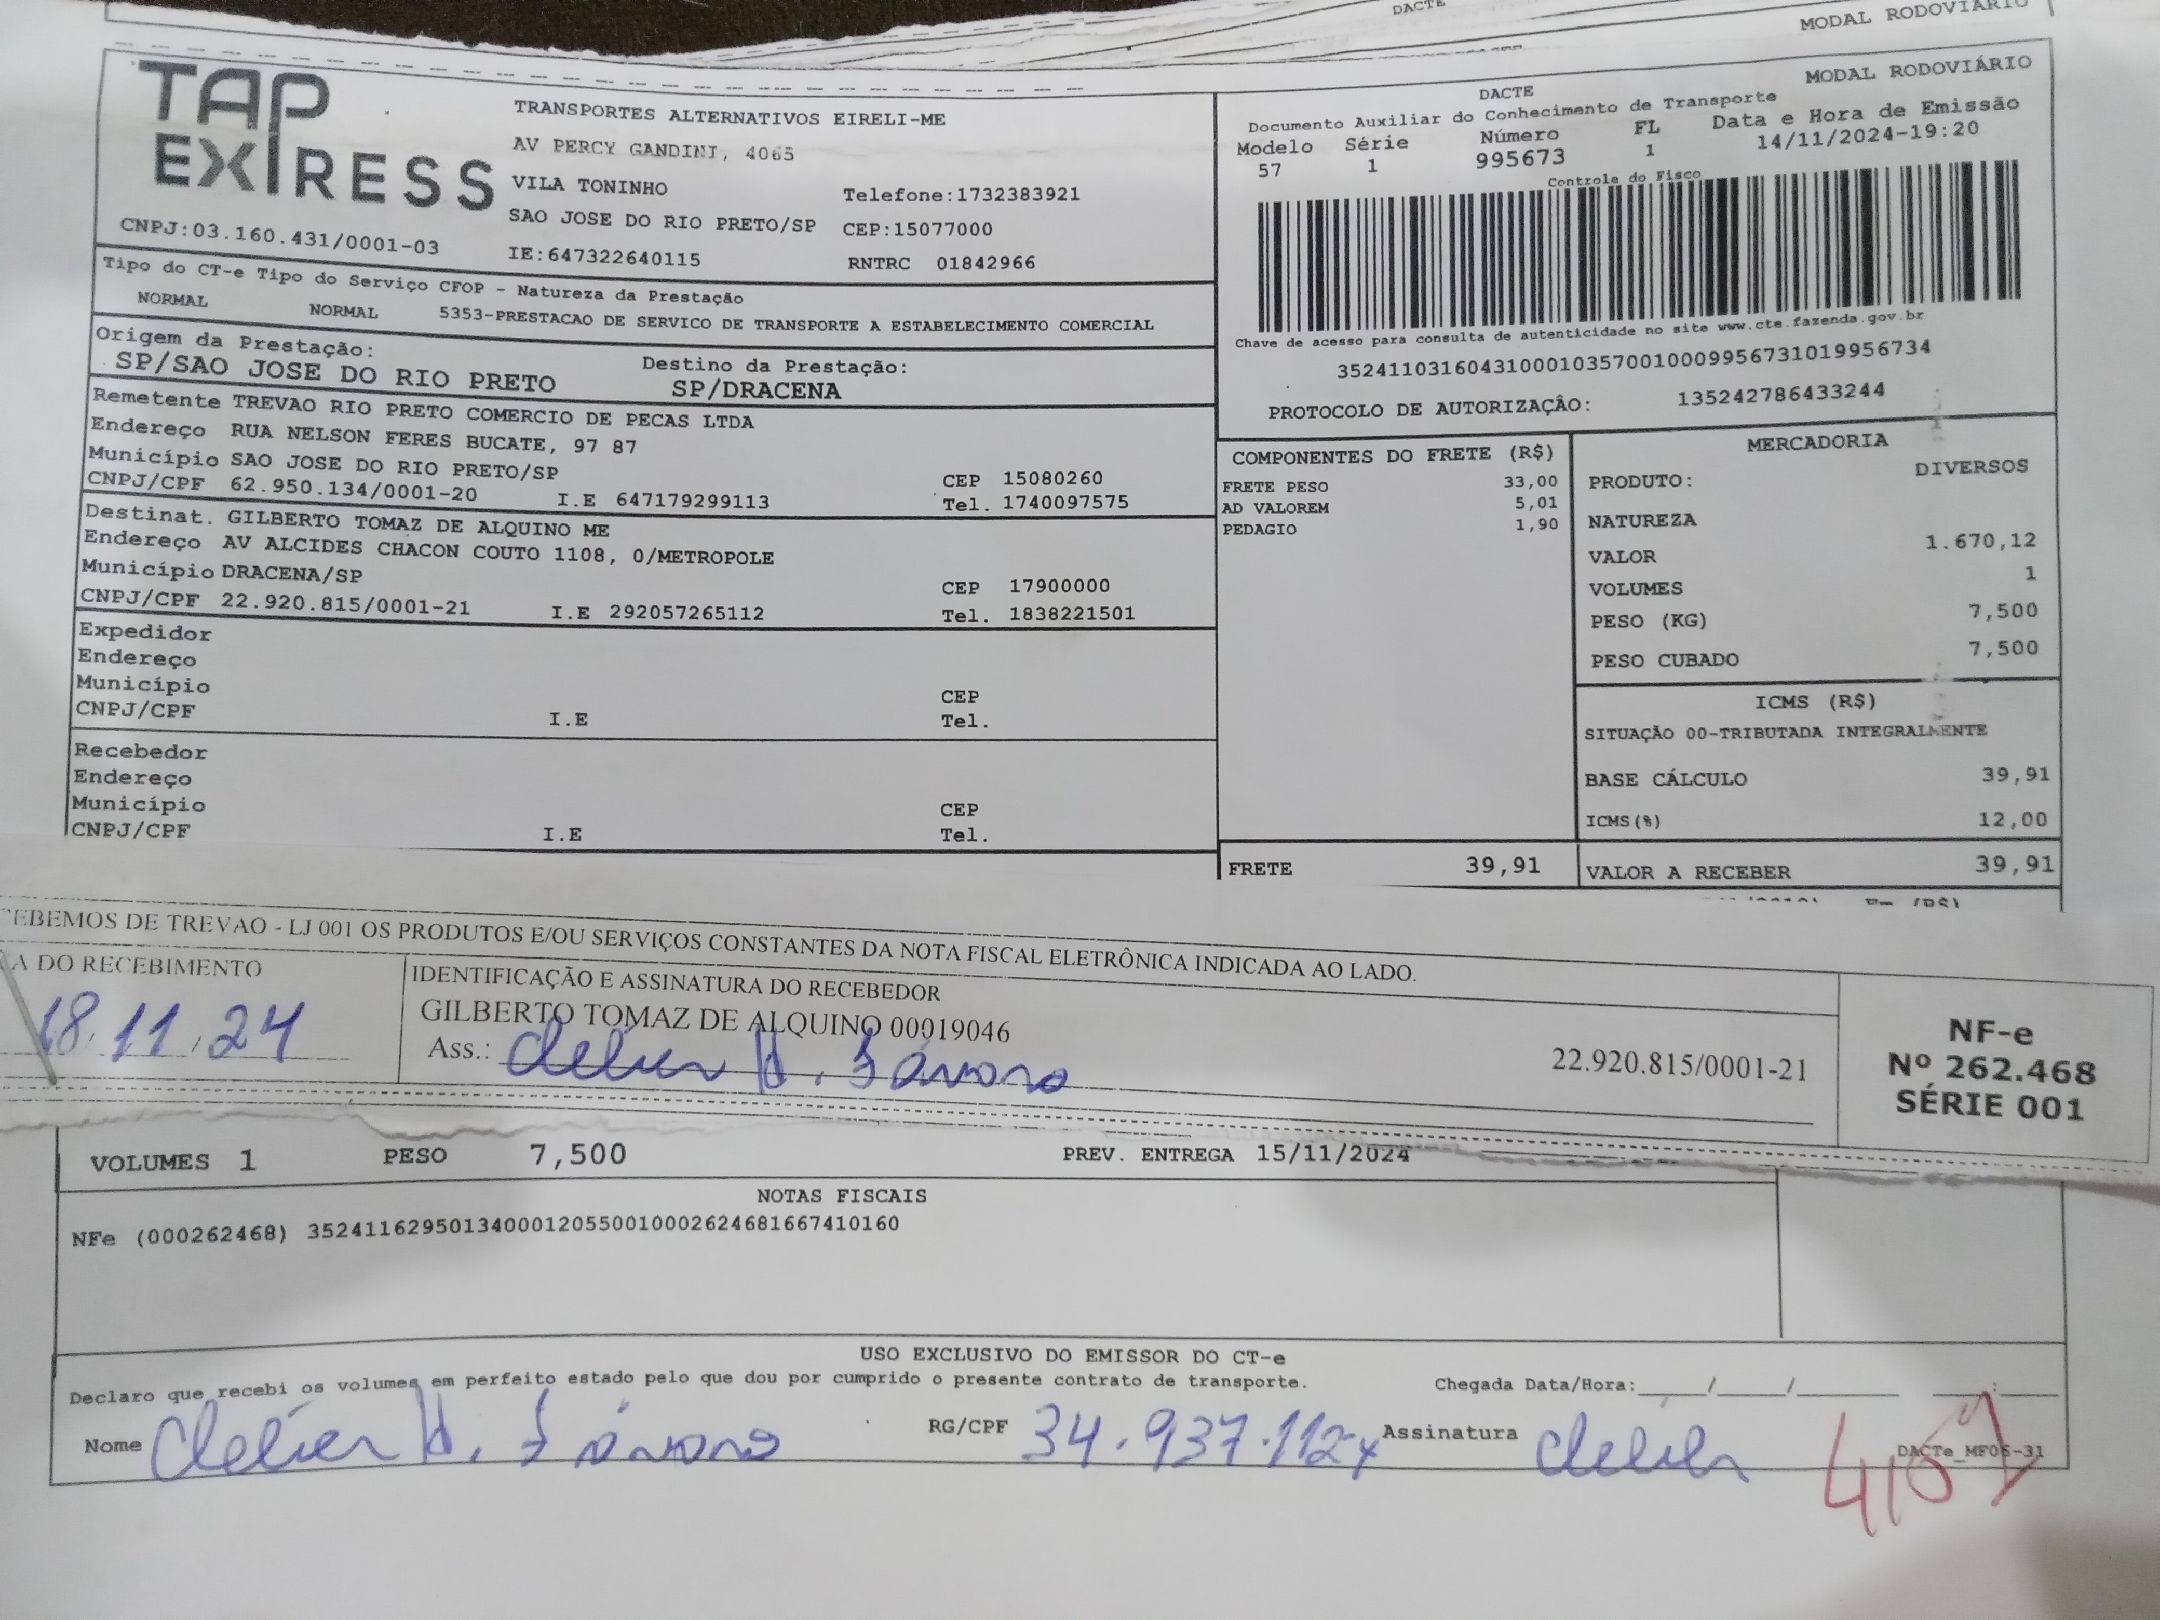 DACTE
MODAL RODOVIÁRIO
TAP
EXPRESS
CNPJ:03.160.431/0001-03
TRANSPORTES ALTERNATIVOS EIRELI-ME
AV PERCY GANDINI, 4065
VILA TONINHO Telefone:1732383921
SAO JOSE DO RIO PRETO/SP CEP:15077000
IE:647322640115 RNTRC 01842966
MODAL RODOVIÁRIO
DACTE
Documento Auxiliar do Conhecimento de Transporte
Modelo Série Número FL Data e Hora de Emissão
57 1 995673 1 14/11/2024-19:20
Controle do Fisco
Chave de acesso para consulta de autenticidade no site www.cte.fazenda.gov.br
35241103160431000103570010009956731019956734
PROTOCOLO DE AUTORIZAÇÂO: 135242786433244
Tipo do CT-e Tipo do Serviço CFOP - Natureza da Prestação
NORMAL NORMAL 5353-PRESTACAO DE SERVICO DE TRANSPORTE A ESTABELECIMENTO COMERCIAL
Origem da Prestação: Destino da Prestação:
SP/SAO JOSE DO RIO PRETO SP/DRACENA
Remetente TREVAO RIO PRETO COMERCIO DE PECAS LTDA
Endereço RUA NELSON FERES BUCATE, 97 87
Município SAO JOSE DO RIO PRETO/SP CEP 15080260
CNPJ/CPF 62.950.134/0001-20 I.E 647179299113 Tel. 1740097575
Destinat. GILBERTO TOMAZ DE ALQUINO ME
Endereço AV ALCIDES CHACON COUTO 1108, 0/METROPOLE
Município DRACENA/SP CEP 17900000
CNPJ/CPF 22.920.815/0001-21 I.E 292057265112 Tel. 1838221501
Expedidor
Endereço
Município CEP
CNPJ/CPF I.E Tel.
Recebedor
Endereço
Município CEP
CNPJ/CPF I.E Tel.
COMPONENTES DO FRETE (R$)
FRETE PESO 33,00
AD VALOREM 5,01
PEDAGIO 1,90
FRETE 39,91
MERCADORIA
PRODUTO: DIVERSOS
NATUREZA
VALOR 1.670,12
VOLUMES 1
PESO (KG) 7,500
PESO CUBADO 7,500
ICMS (R$)
SITUAÇÃO 00-TRIBUTADA INTEGRALMENTE
BASE CÁLCULO 39,91
ICMS(%) 12,00
VALOR A RECEBER 39,91
CEBEMOS DE TREVAO - LJ 001 OS PRODUTOS E/OU SERVIÇOS CONSTANTES DA NOTA FISCAL ELETRÔNICA INDICADA AO LADO.
A DO RECEBIMENTO
18/11/24
IDENTIFICAÇÃO E ASSINATURA DO RECEBEDOR
GILBERTO TOMAZ DE ALQUINO 00019046
Ass.: 22.920.815/0001-21
NF-e
Nº 262.468
SÉRIE 001
VOLUMES 1 PESO 7,500 PREV. ENTREGA 15/11/2024
NOTAS FISCAIS
NFe (000262468) 35241162950134000120550010002624681667410160
USO EXCLUSIVO DO EMISSOR DO CT-e
Declaro que recebi os volumes em perfeito estado pelo que dou por cumprido o presente contrato de transporte. Chegada Data/Hora:_____/_____/_______ ____:____
Nome RG/CPF 34.937.112x Assinatura
DACTe_MF06-31